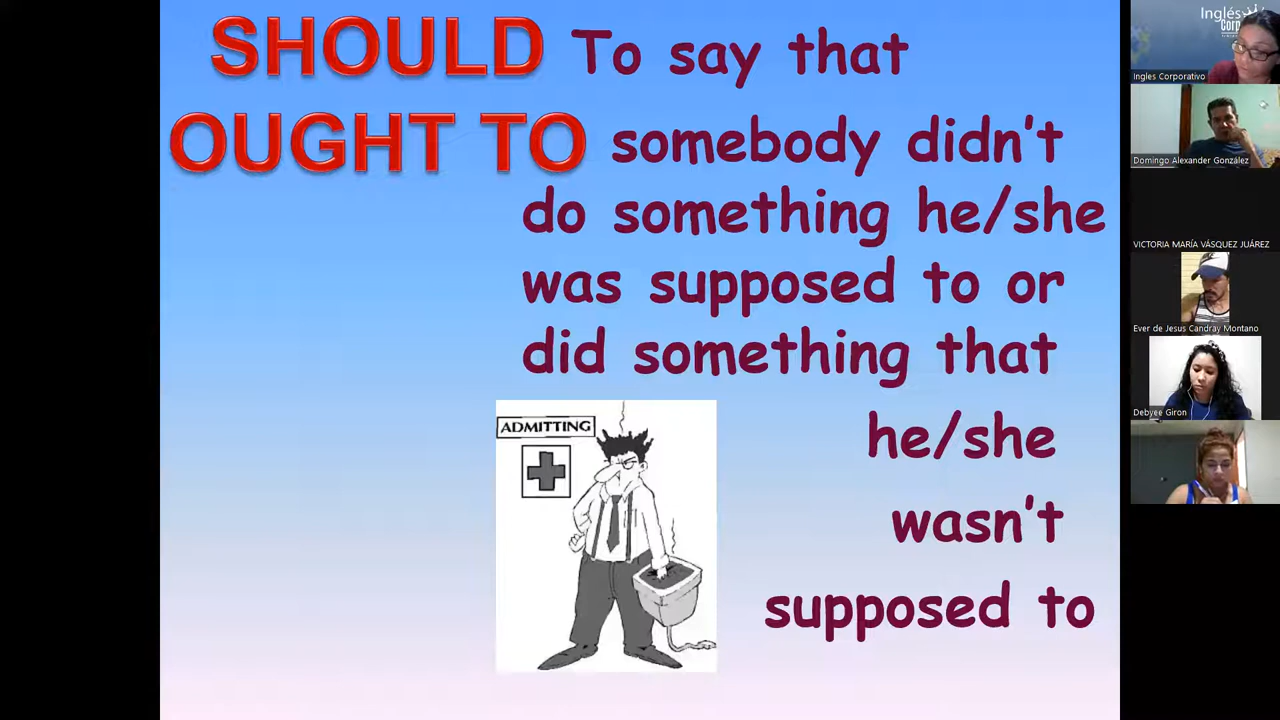 SHOULD To say that
OUGHT TO somebody didn't
do something he/she
was supposed to or
did something that
he/she
wasn't
supposed to
ADMITTING
Inglés
Ingles Corporativo
Domingo Alexander González
VICTORIA MARÍA VÁSQUEZ JUÁREZ
Ever de Jesus Candray Montano
Debyee Giron